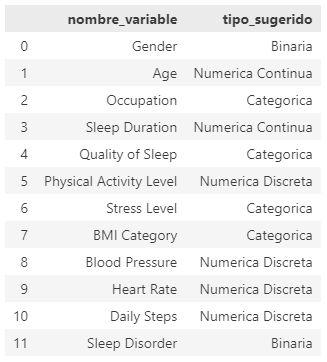 nombre_variable tipo_sugerido
0 Gender Binaria
1 Age Numerica Continua
2 Occupation Categorica
3 Sleep Duration Numerica Continua
4 Quality of Sleep Categorica
5 Physical Activity Level Numerica Discreta
6 Stress Level Categorica
7 BMI Category Categorica
8 Blood Pressure Numerica Discreta
9 Heart Rate Numerica Discreta
10 Daily Steps Numerica Discreta
11 Sleep Disorder Binaria